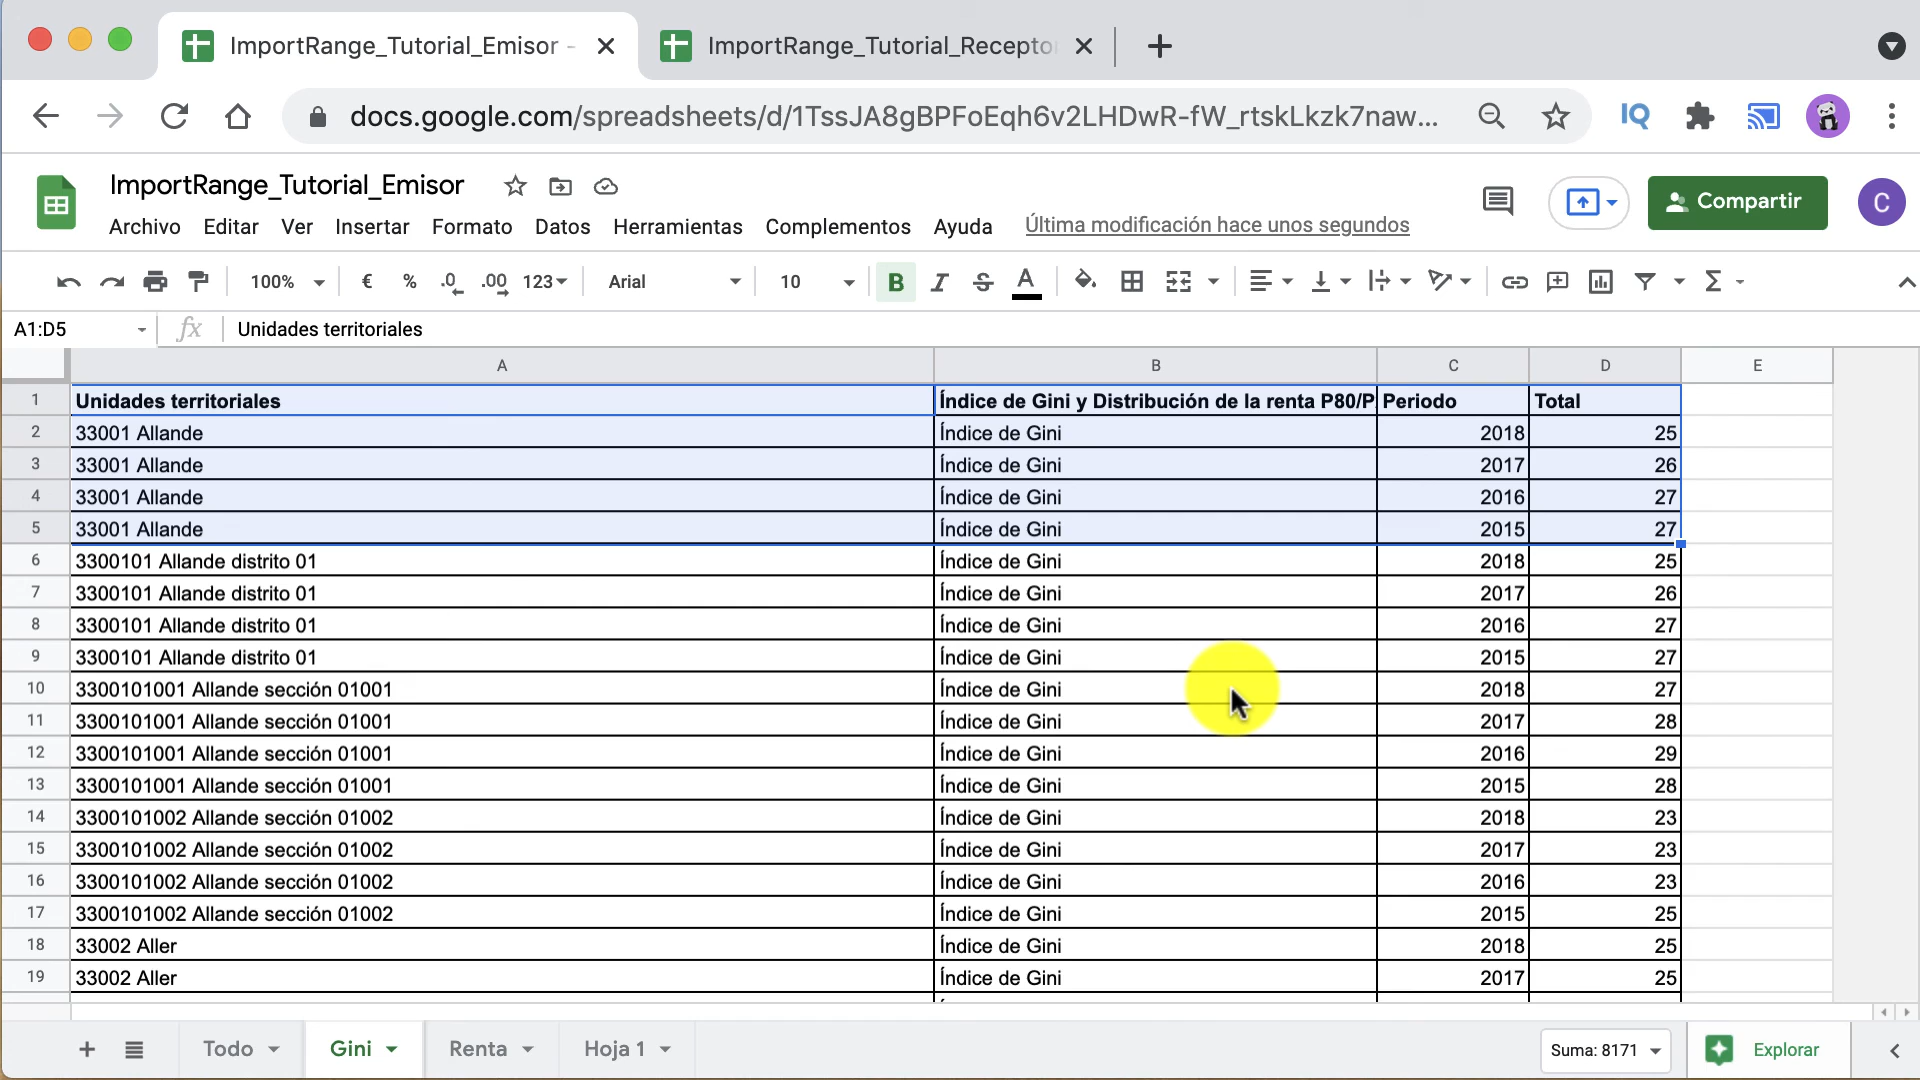 ImportRange_Tutorial_Emisor -
ImportRange_Tutorial_Recepto
docs.google.com/spreadsheets/d/1TssJA8gBPFoEqh6v2LHDwR-fW_rtskLkzk7naw...
IQ
ImportRange_Tutorial_Emisor
Compartir
C
Archivo Editar Ver Insertar Formato Datos Herramientas Complementos Ayuda Última modificación hace unos segundos
100% € % .0 .00 123 Arial 10 B I S A Σ
A1:D5 fx Unidades territoriales
A B C D E
1 Unidades territoriales Índice de Gini y Distribución de la renta P80/P Periodo Total
2 33001 Allande Índice de Gini 2018 25
3 33001 Allande Índice de Gini 2017 26
4 33001 Allande Índice de Gini 2016 27
5 33001 Allande Índice de Gini 2015 27
6 3300101 Allande distrito 01 Índice de Gini 2018 25
7 3300101 Allande distrito 01 Índice de Gini 2017 26
8 3300101 Allande distrito 01 Índice de Gini 2016 27
9 3300101 Allande distrito 01 Índice de Gini 2015 27
10 3300101001 Allande sección 01001 Índice de Gini 2018 27
11 3300101001 Allande sección 01001 Índice de Gini 2017 28
12 3300101001 Allande sección 01001 Índice de Gini 2016 29
13 3300101001 Allande sección 01001 Índice de Gini 2015 28
14 3300101002 Allande sección 01002 Índice de Gini 2018 23
15 3300101002 Allande sección 01002 Índice de Gini 2017 23
16 3300101002 Allande sección 01002 Índice de Gini 2016 23
17 3300101002 Allande sección 01002 Índice de Gini 2015 25
18 33002 Aller Índice de Gini 2018 25
19 33002 Aller Índice de Gini 2017 25
Todo Gini Renta Hoja 1 Suma: 8171 Explorar